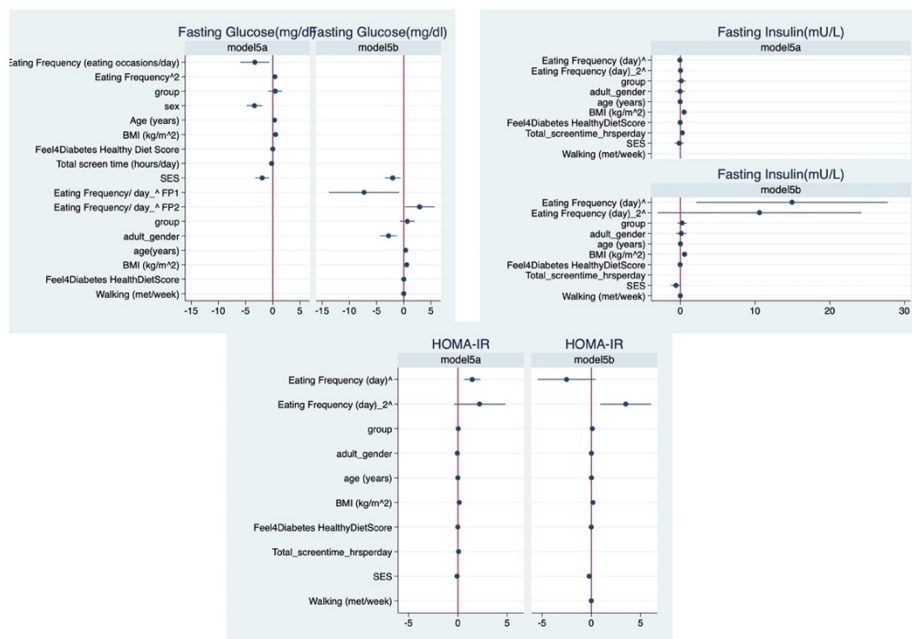 Fasting Glucose(mg/dl) Fasting Glucose(mg/dl)
model5a model5b
Eating Frequency (eating occasions/day)
Eating Frequency^2
group
sex
Age (years)
BMI (kg/m^2)
Feel4Diabetes Healthy Diet Score
Total screen time (hours/day)
SES
Eating Frequency/ day_^ FP1
Eating Frequency/ day_^ FP2
group
adult_gender
age(years)
BMI (kg/m^2)
Feel4Diabetes HealthDietScore
Walking (met/week)
-15 -10 -5 0 5 -15 -10 -5 0 5
Fasting Insulin(mU/L)
model5a
Eating Frequency (day)^
Eating Frequency (day)_2^
group
adult_gender
age (years)
BMI (kg/m^2)
Feel4Diabetes HealthyDietScore
Total_screentime_hrsperday
SES
Walking (met/week)
Fasting Insulin(mU/L)
model5b
Eating Frequency (day)^
Eating Frequency (day)_2^
group
adult_gender
age (years)
BMI (kg/m^2)
Feel4Diabetes HealthyDietScore
Total_screentime_hrsperday
SES
Walking (met/week)
0 10 20 30
HOMA-IR HOMA-IR
model5a model5b
Eating Frequency (day)^
Eating Frequency (day)_2^
group
adult_gender
age (years)
BMI (kg/m^2)
Feel4Diabetes HealthyDietScore
Total_screentime_hrsperday
SES
Walking (met/week)
-5 0 5 -5 0 5